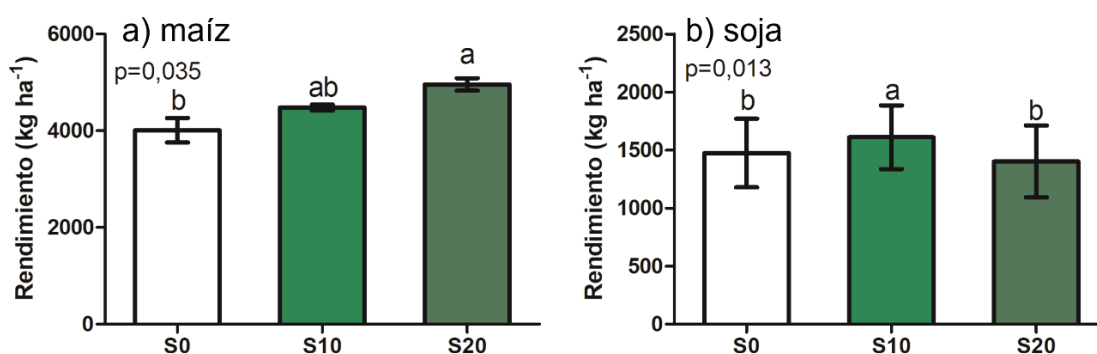 a) maíz
p=0,035
Rendimiento (kg ha⁻¹)
6000
4000
2000
0
b
ab
a
S0
S10
S20
b) soja
p=0,013
Rendimiento (kg ha⁻¹)
2500
2000
1500
1000
500
0
b
a
b
S0
S10
S20